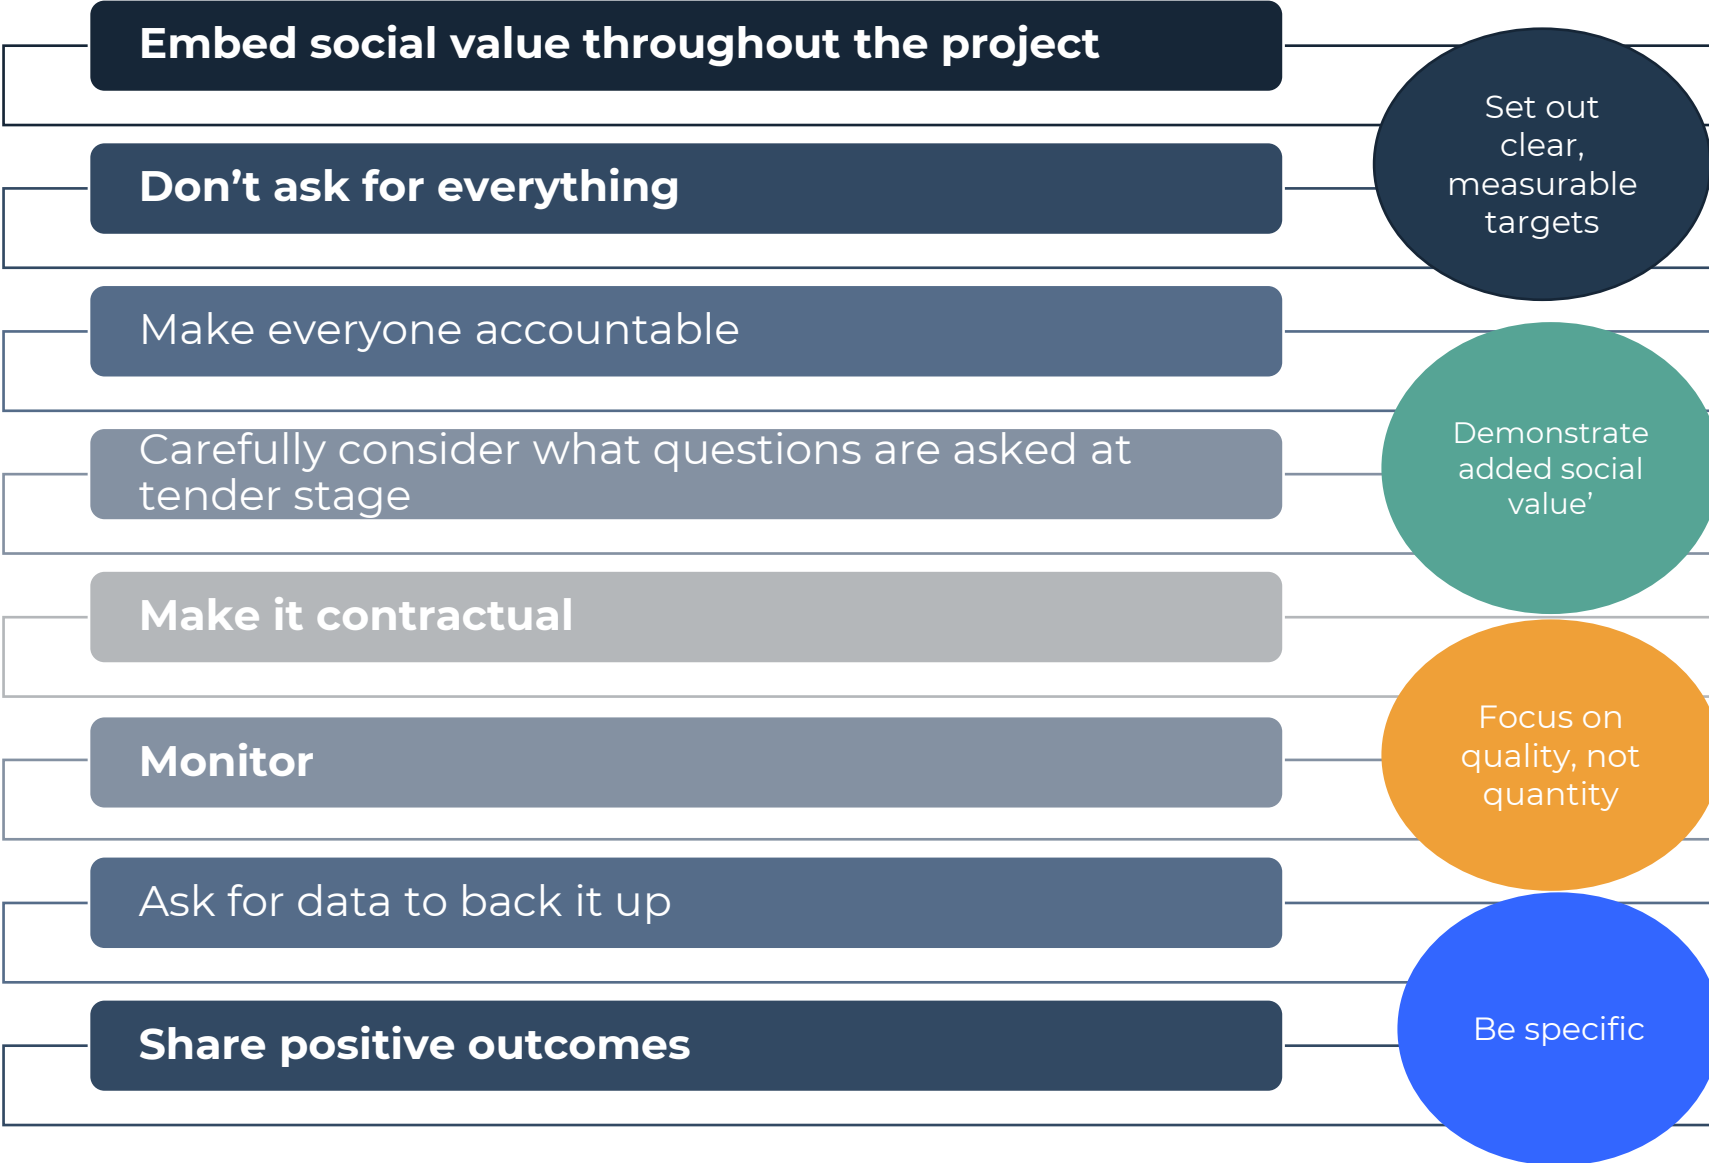 Embed social value throughout the project
Don’t ask for everything
Make everyone accountable
Carefully consider what questions are asked at
tender stage
Make it contractual
Monitor
Ask for data to back it up
Share positive outcomes
Set out
clear,
measurable
targets
Demonstrate
added social
value’
Focus on
quality, not
quantity
Be specific